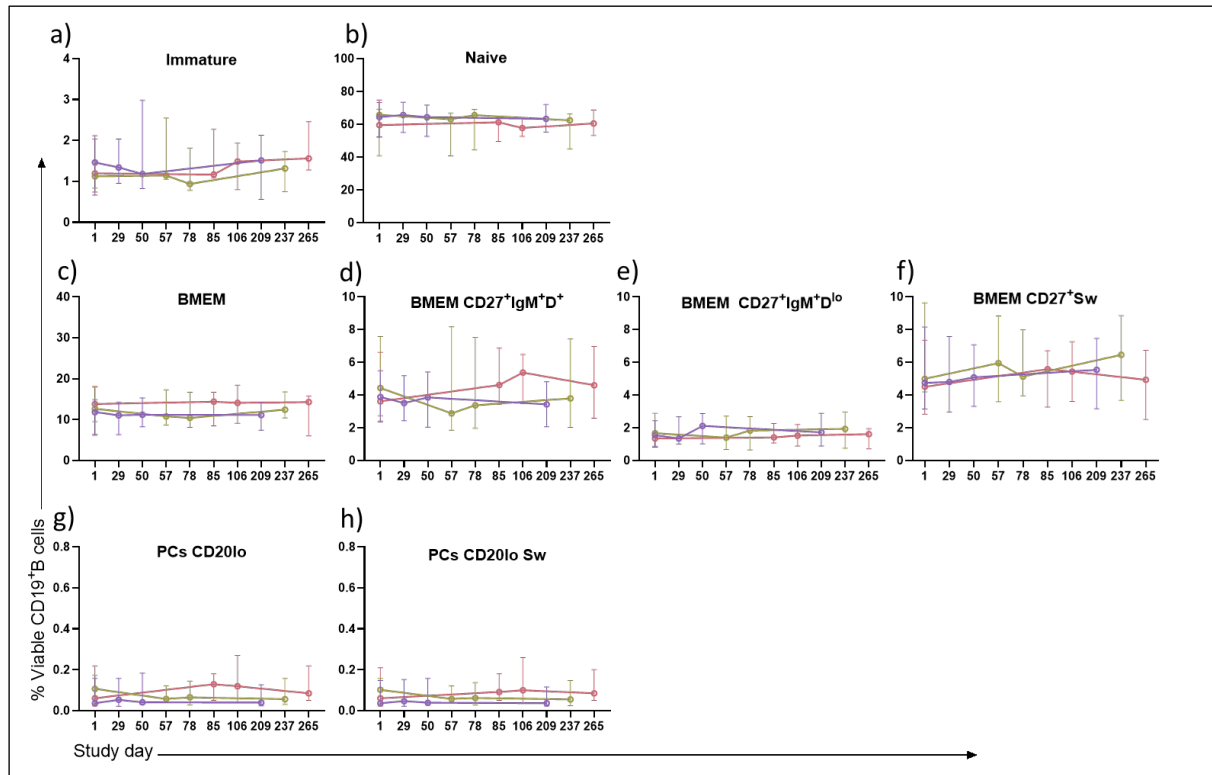 a)
Immature
4
3
2
1
0
1 29 50 57 78 85 106 209 237 265
b)
Naive
100
80
60
40
20
0
1 29 50 57 78 85 106 209 237 265
c)
BMEM
40
30
20
10
0
1 29 50 57 78 85 106 209 237 265
d)
BMEM CD27⁺IgM⁺D⁺
10
8
6
4
2
0
1 29 50 57 78 85 106 209 237 265
e)
BMEM CD27⁺IgM⁺Dˡᵒ
10
8
6
4
2
0
1 29 50 57 78 85 106 209 237 265
f)
BMEM CD27⁺Sw
10
8
6
4
2
0
1 29 50 57 78 85 106 209 237 265
g)
PCs CD20lo
0.8
0.6
0.4
0.2
0.0
1 29 50 57 78 85 106 209 237 265
h)
PCs CD20lo Sw
0.8
0.6
0.4
0.2
0.0
1 29 50 57 78 85 106 209 237 265
% Viable CD19⁺B cells
Study day